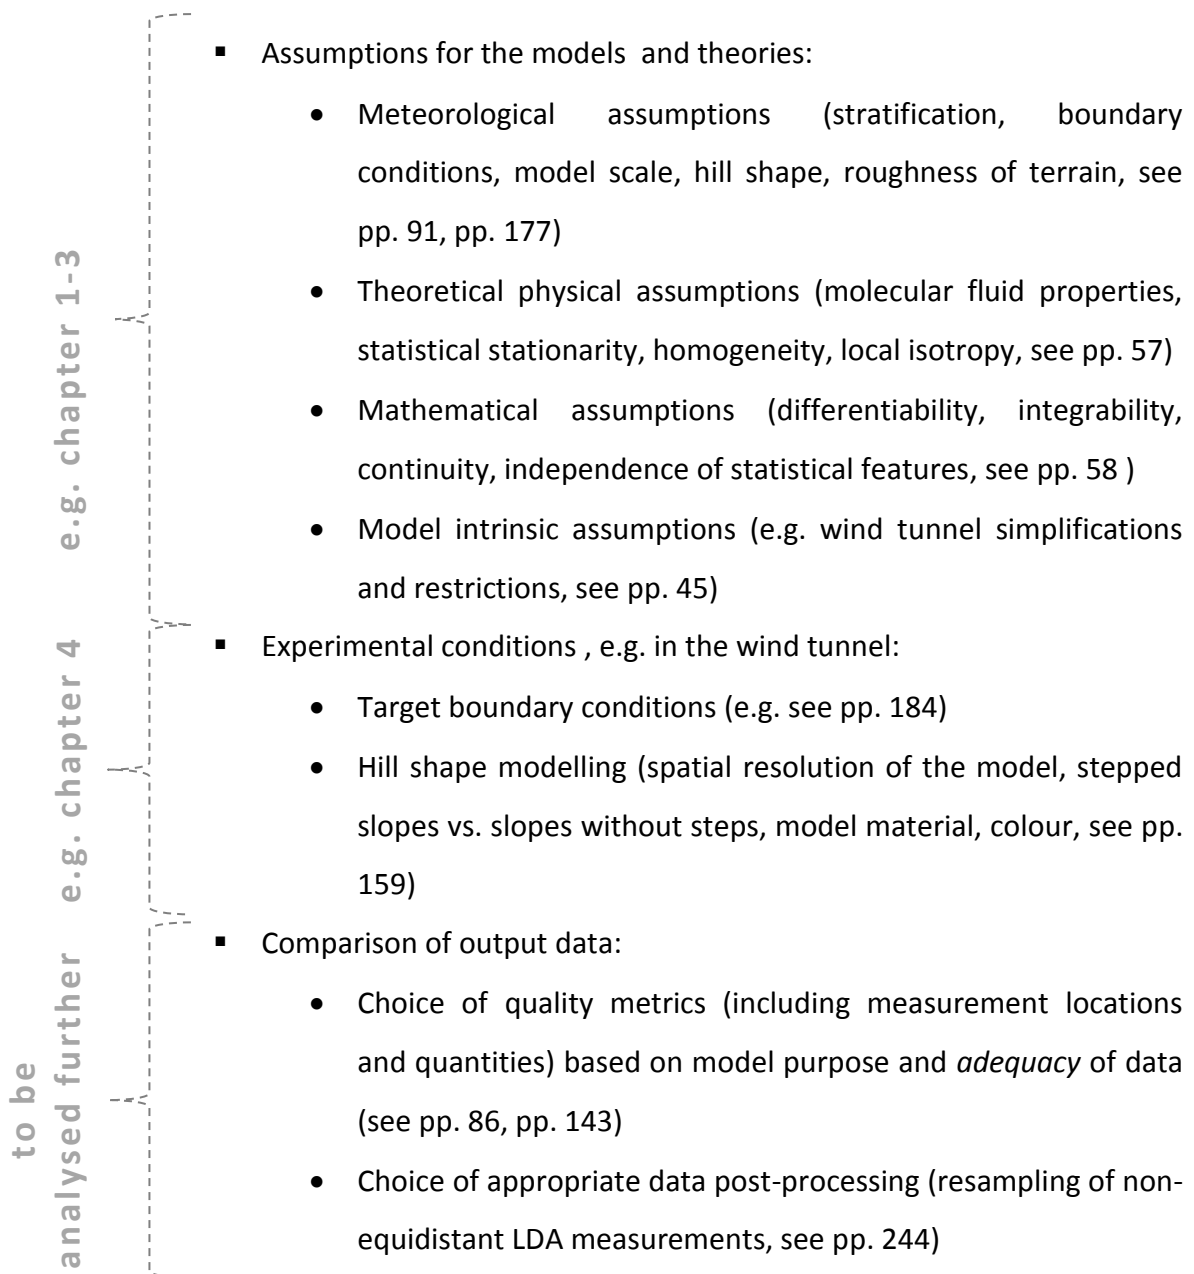 ▪ Assumptions for the models and theories:
• Meteorological assumptions (stratification, boundary
conditions, model scale, hill shape, roughness of terrain, see
pp. 91, pp. 177)
• Theoretical physical assumptions (molecular fluid properties,
statistical stationarity, homogeneity, local isotropy, see pp. 57)
• Mathematical assumptions (differentiability, integrability,
continuity, independence of statistical features, see pp. 58 )
• Model intrinsic assumptions (e.g. wind tunnel simplifications
and restrictions, see pp. 45)
e.g. chapter 1-3
▪ Experimental conditions , e.g. in the wind tunnel:
• Target boundary conditions (e.g. see pp. 184)
• Hill shape modelling (spatial resolution of the model, stepped
slopes vs. slopes without steps, model material, colour, see pp.
159)
e.g. chapter 4
▪ Comparison of output data:
• Choice of quality metrics (including measurement locations
and quantities) based on model purpose and adequacy of data
(see pp. 86, pp. 143)
• Choice of appropriate data post-processing (resampling of non-
equidistant LDA measurements, see pp. 244)
to be
analysed further